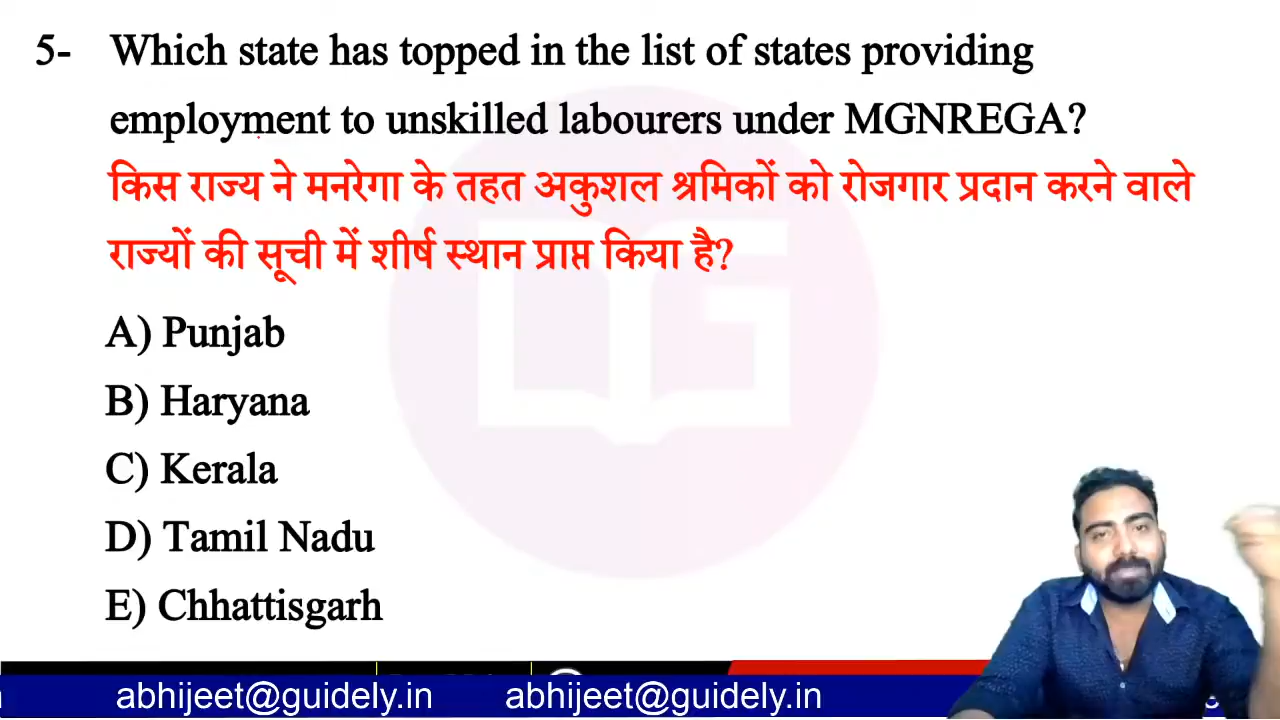 5- Which state has topped in the list of states providing
employment to unskilled labourers under MGNREGA?
किस राज्य ने मनरेगा के तहत अकुशल श्रमिकों को रोजगार प्रदान करने वाले
राज्यों की सूची में शीर्ष स्थान प्राप्त किया है?
A) Punjab
B) Haryana
C) Kerala
D) Tamil Nadu
E) Chhattisgarh
abhijeet@guidely.in abhijeet@guidely.in